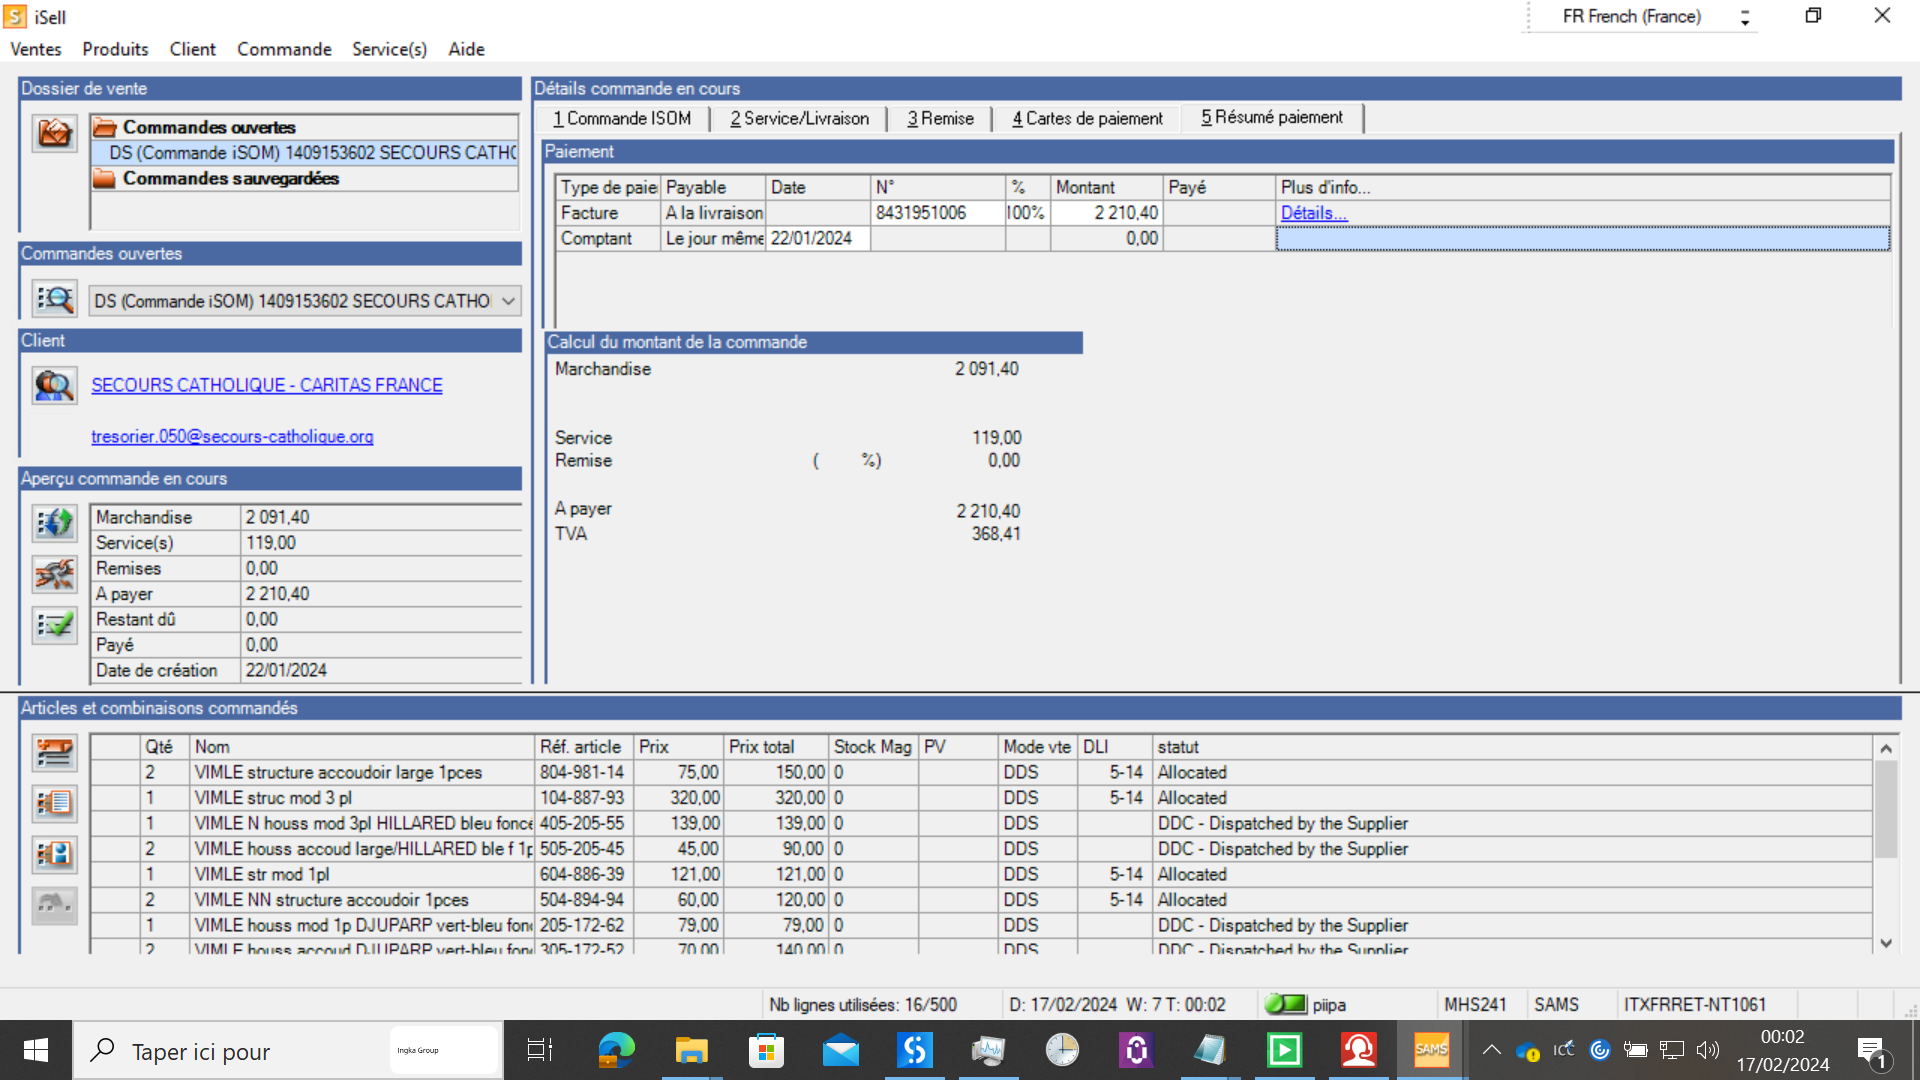 iSell
FR French (France)
Ventes Produits Client Commande Service(s) Aide
Dossier de vente
Commandes ouvertes
DS (Commande iSOM) 1409153602 SECOURS CATHO
Commandes sauvegardées
Commandes ouvertes
DS (Commande iSOM) 1409153602 SECOURS CATHO
Client
SECOURS CATHOLIQUE - CARITAS FRANCE
tresorier.050@secours-catholique.org
Aperçu commande en cours
Marchandise 2 091,40
Service(s) 119,00
Remises 0,00
A payer 2 210,40
Restant dû 0,00
Payé 0,00
Date de création 22/01/2024
Détails commande en cours
1 Commande ISOM 2 Service/Livraison 3 Remise 4 Cartes de paiement 5 Résumé paiement
Paiement
Type de paie Payable Date N° % Montant Payé Plus d'info...
Facture A la livraison 8431951006 100% 2 210,40 Détails...
Comptant Le jour même 22/01/2024 0,00
Calcul du montant de la commande
Marchandise 2 091,40
Service 119,00
Remise ( %) 0,00
A payer 2 210,40
TVA 368,41
Articles et combinaisons commandés
Qté Nom Réf. article Prix Prix total Stock Mag PV Mode vte DLI statut
2 VIMLE structure accoudoir large 1pces 804-981-14 75,00 150,00 0 DDS 5-14 Allocated
1 VIMLE struc mod 3 pl 104-887-93 320,00 320,00 0 DDS 5-14 Allocated
1 VIMLE N houss mod 3pl HILLARED bleu foncé 405-205-55 139,00 139,00 0 DDS DDC - Dispatched by the Supplier
2 VIMLE houss accoud large/HILLARED ble f 1p 505-205-45 45,00 90,00 0 DDS DDC - Dispatched by the Supplier
1 VIMLE str mod 1pl 604-886-39 121,00 121,00 0 DDS 5-14 Allocated
2 VIMLE NN structure accoudoir 1pces 504-894-94 60,00 120,00 0 DDS 5-14 Allocated
1 VIMLE houss mod 1p DJUPARP vert-bleu fon 205-172-62 79,00 79,00 0 DDS DDC - Dispatched by the Supplier
2 VIMLE houss accoud DJUPARP vert-bleu fon 305-172-52 70,00 140,00 0 DDS DDC - Dispatched by the Supplier
Nb lignes utilisées: 16/500 D: 17/02/2024 W: 7 T: 00:02 piipa MHS241 SAMS ITXFRRET-NT1061
Taper ici pour Ingka Group SAMS ICC 00:02
17/02/2024 1